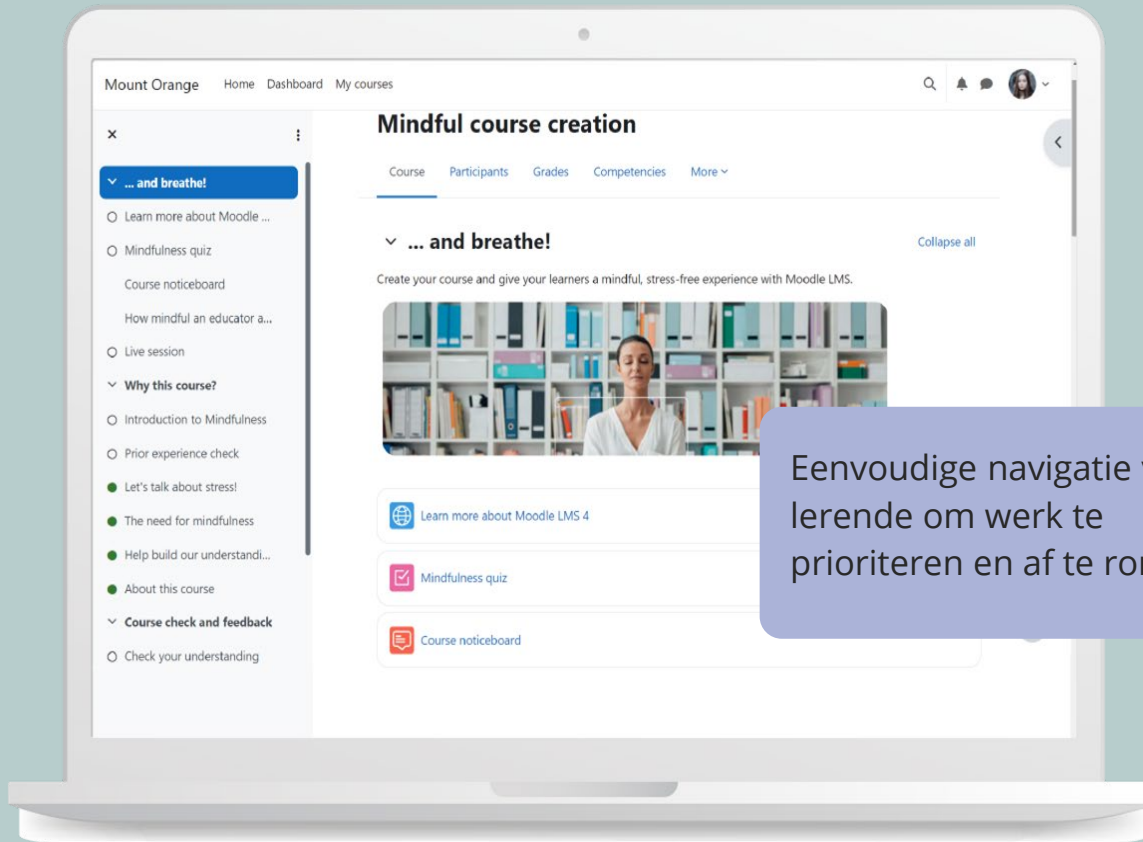 Mount Orange Home Dashboard My courses
... and breathe!
Learn more about Moodle ...
Mindfulness quiz
Course noticeboard
How mindful an educator a...
Live session
Why this course?
Introduction to Mindfulness
Prior experience check
Let's talk about stress!
The need for mindfulness
Help build our understandi...
About this course
Course check and feedback
Check your understanding
Mindful course creation
Course Participants Grades Competencies More
... and breathe! Collapse all
Create your course and give your learners a mindful, stress-free experience with Moodle LMS.
Learn more about Moodle LMS 4
Mindfulness quiz
Course noticeboard
Eenvoudige navigatie
lerende om werk te
prioriteren en af te